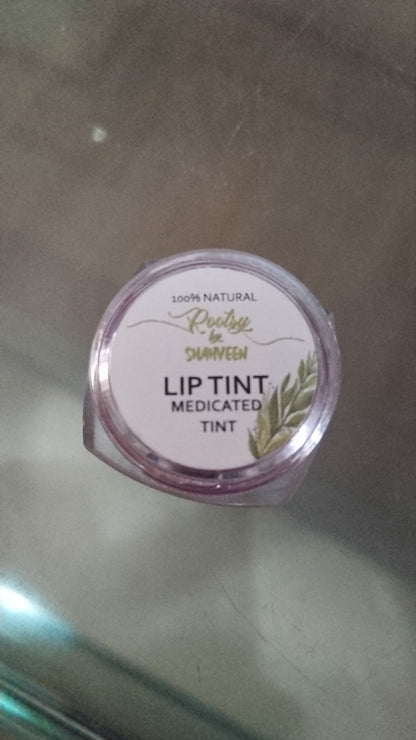 100% NATURAL
Rootsy
by
SHAHVEEN
LIP TINT
MEDICATED
TINT